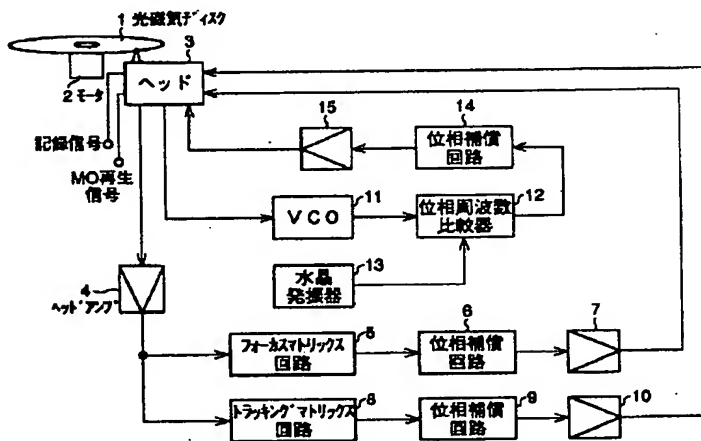 1 光磁気ディスク
3
ヘッド
2 モータ
記録信号
MO再生
信号
15
14
位相補償
回路
11
VCO
12
位相周波数
比較器
13
水晶
発振器
4
ヘッドアンプ
5
フォーカスマトリックス
回路
6
位相補償
回路
7
8
トラッキングマトリックス
回路
9
位相補償
回路
10